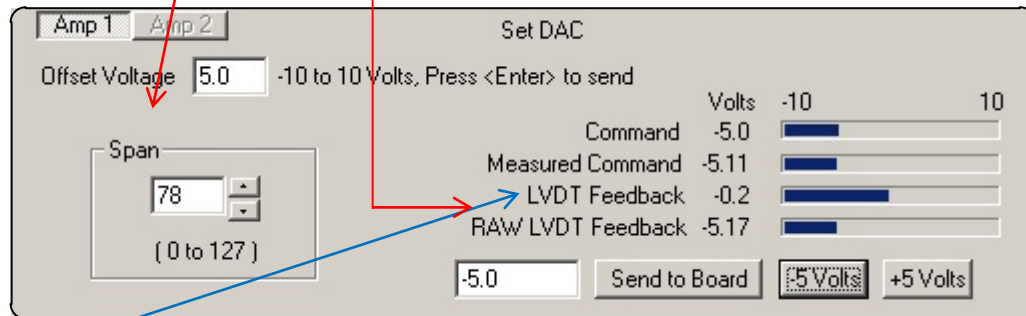 Amp 1 Amp 2 Set DAC
Offset Voltage 5.0 -10 to 10 Volts, Press <Enter> to send
Volts -10 10
Command -5.0
Span
Measured Command -5.11
78 LVDT Feedback -0.2
RAW LVDT Feedback -5.17
( 0 to 127 )
-5.0 Send to Board -5 Volts +5 Volts